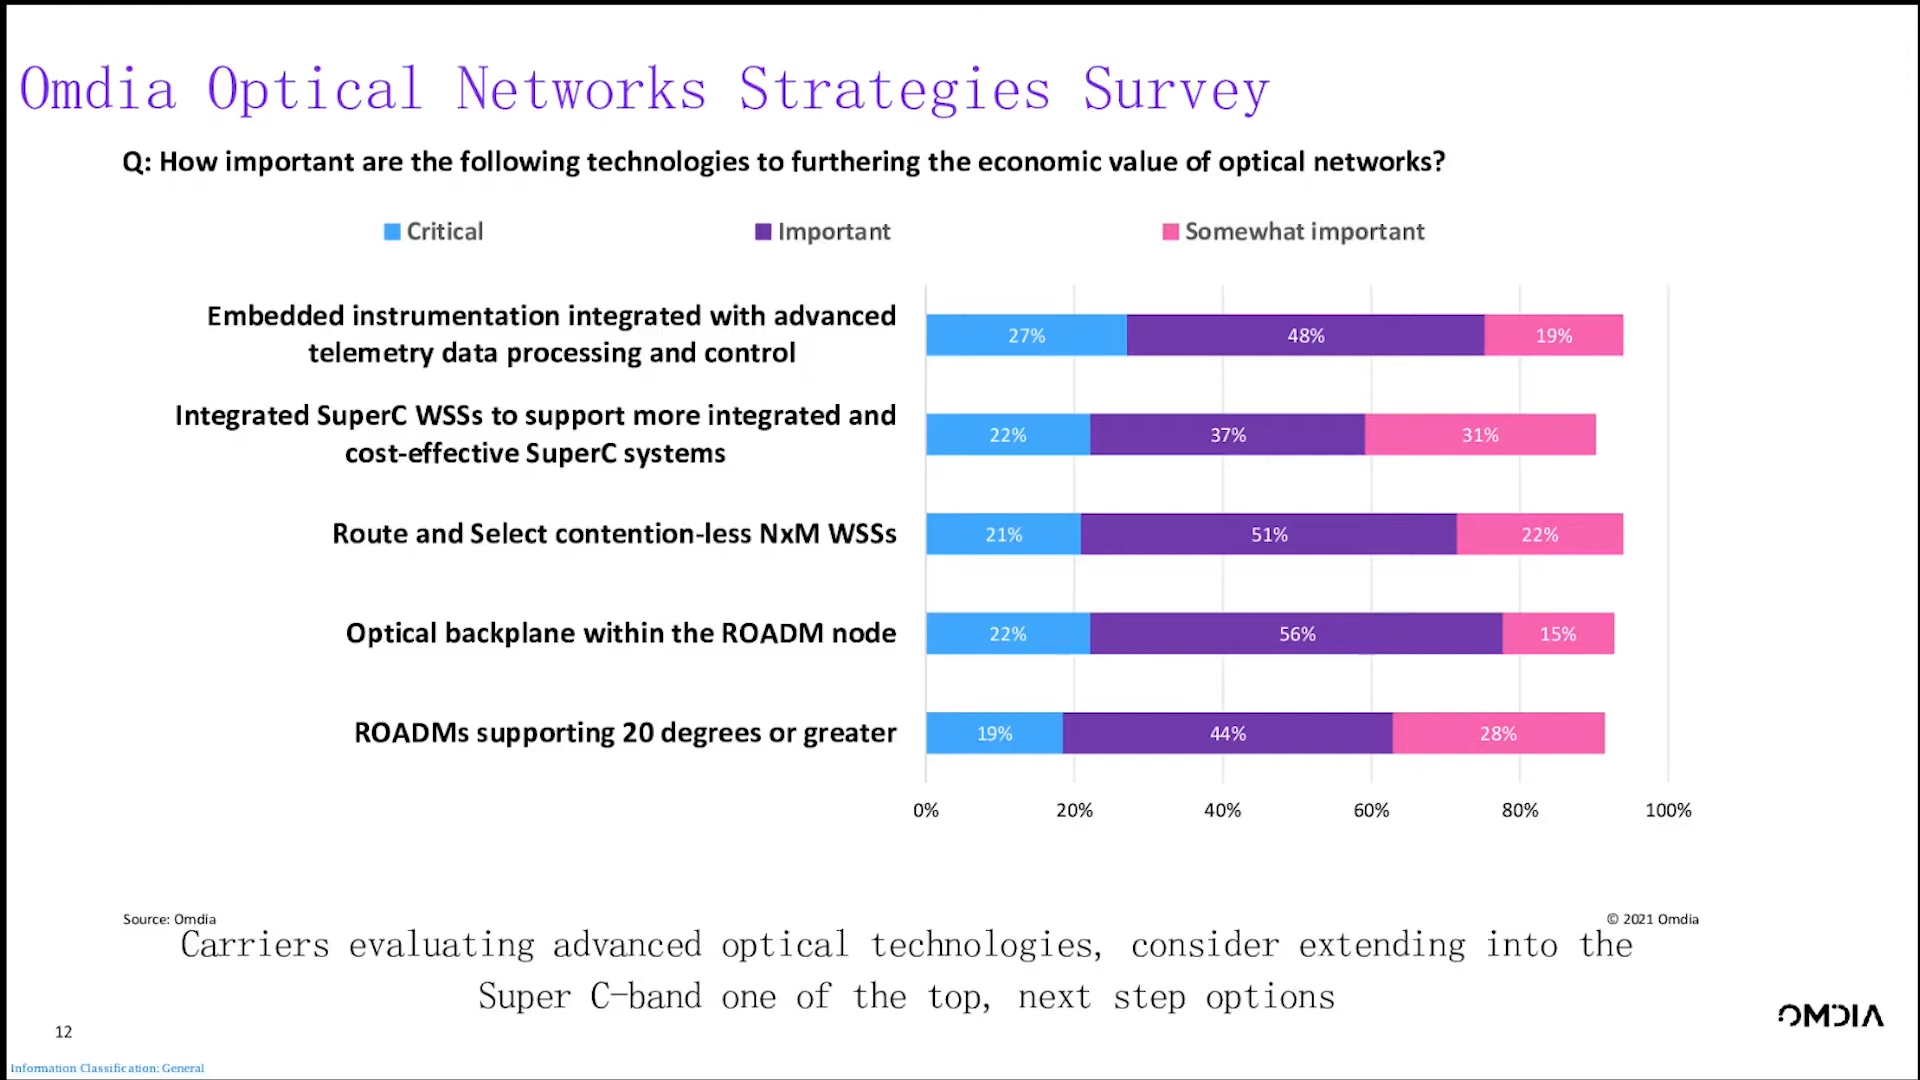 Omdia Optical Networks Strategies Survey
Q: How important are the following technologies to furthering the economic value of optical networks?
Critical Important Somewhat important
Embedded instrumentation integrated with advanced
telemetry data processing and control
27% 48% 19%
Integrated SuperC WSSs to support more integrated and
cost-effective SuperC systems
22% 37% 31%
Route and Select contention-less NxM WSSs
21% 51% 22%
Optical backplane within the ROADM node
22% 56% 15%
ROADMs supporting 20 degrees or greater
19% 44% 28%
0% 20% 40% 60% 80% 100%
Source: Omdia
© 2021 Omdia
Carriers evaluating advanced optical technologies, consider extending into the
Super C-band one of the top, next step options
OMDIA
12
Information Classification: General